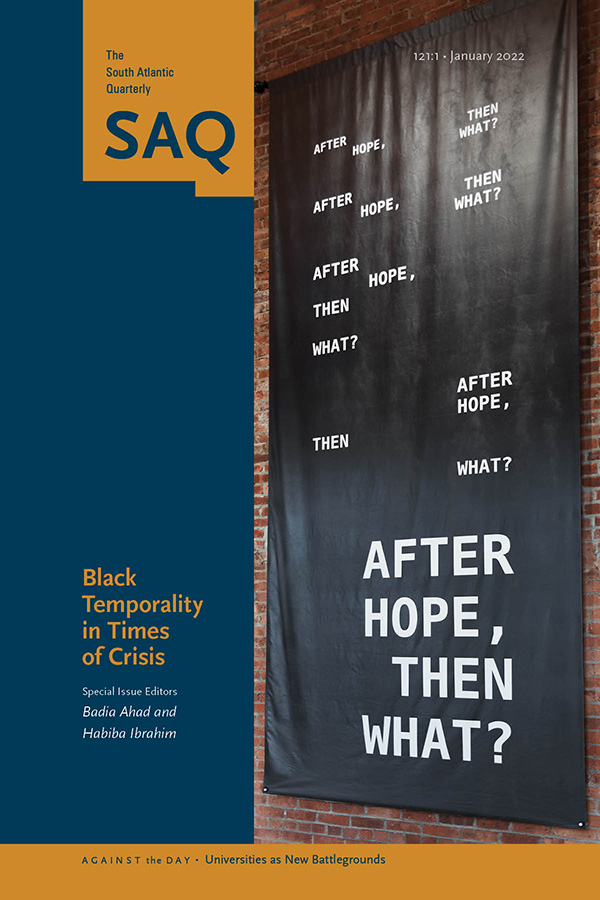 The
South Atlantic
Quarterly
SAQ
121:1 • January 2022
AFTER HOPE, THEN
WHAT?
AFTER HOPE, THEN
WHAT?
AFTER HOPE,
THEN
WHAT?
AFTER
HOPE,
THEN
WHAT?
AFTER
HOPE,
THEN
WHAT?
Black
Temporality
in Times
of Crisis
Special Issue Editors
Badia Ahad and
Habiba Ibrahim
AGAINST the DAY • Universities as New Battlegrounds